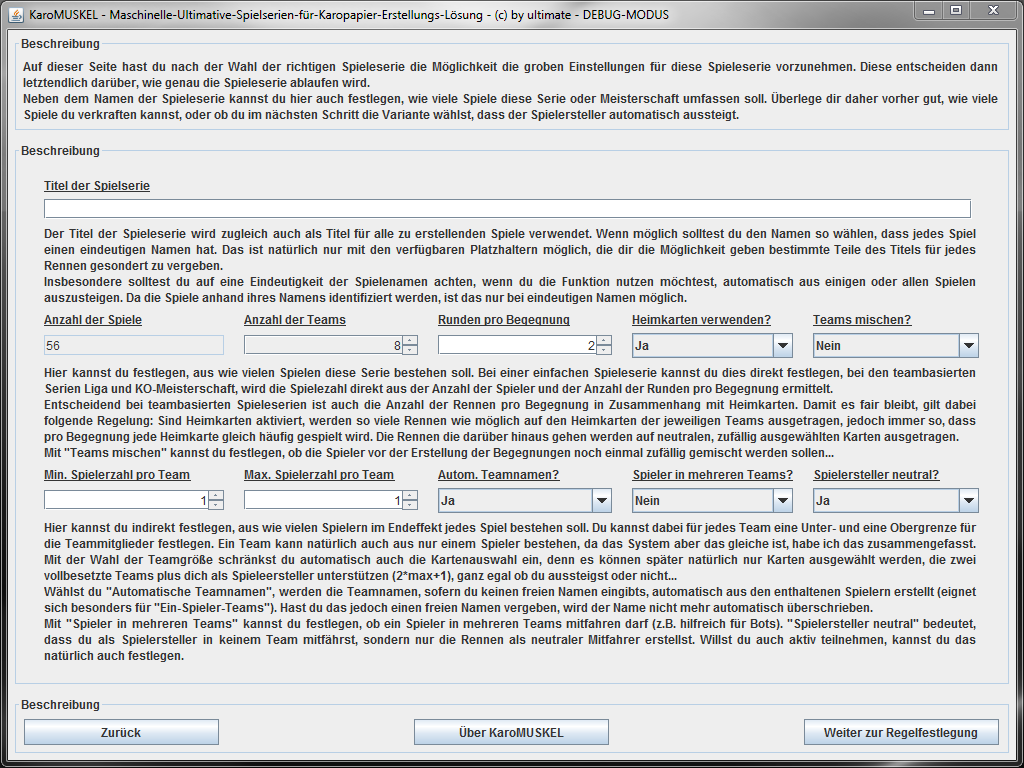 KaroMUSKEL - Maschinelle-Ultimative-Spielserien-für-Karopapier-Erstellungs-Lösung - (c) by ultimate - DEBUG-MODUS
Beschreibung
Auf dieser Seite hast du nach der Wahl der richtigen Spieleserie die Möglichkeit die groben Einstellungen für diese Spieleserie vorzunehmen. Diese entscheiden dann
letztendlich darüber, wie genau die Spieleserie ablaufen wird.
Neben dem Namen der Spieleserie kannst du hier auch festlegen, wie viele Spiele diese Serie oder Meisterschaft umfassen soll. Überlege dir daher vorher gut, wie viele
Spiele du verkraften kannst, oder ob du im nächsten Schritt die Variante wählst, dass der Spielersteller automatisch aussteigt.
Beschreibung
Titel der Spielserie
Der Titel der Spieleserie wird zugleich auch als Titel für alle zu erstellenden Spiele verwendet. Wenn möglich solltest du den Namen so wählen, dass jedes Spiel
einen eindeutigen Namen hat. Das ist natürlich nur mit den verfügbaren Platzhaltern möglich, die dir die Möglichkeit geben bestimmte Teile des Titels für jedes
Rennen gesondert zu vergeben.
Insbesondere solltest du auf eine Eindeutigkeit der Spielenamen achten, wenn du die Funktion nutzen möchtest, automatisch aus einigen oder allen Spielen
auszusteigen. Da die Spiele anhand ihres Namens identifiziert werden, ist das nur bei eindeutigen Namen möglich.
Anzahl der Spiele Anzahl der Teams Runden pro Begegnung Heimkarten verwenden? Teams mischen?
56 8 2 Ja Nein
Hier kannst du festlegen, aus wie vielen Spielen diese Serie bestehen soll. Bei einer einfachen Spieleserie kannst du dies direkt festlegen, bei den teambasierten
Serien Liga und KO-Meisterschaft, wird die Spielezahl direkt aus der Anzahl der Spieler und der Anzahl der Runden pro Begegnung ermittelt.
Entscheidend bei teambasierten Spieleserien ist auch die Anzahl der Rennen pro Begegnung in Zusammenhang mit Heimkarten. Damit es fair bleibt, gilt dabei
folgende Regelung: Sind Heimkarten aktiviert, werden so viele Rennen wie möglich auf den Heimkarten der jeweiligen Teams ausgetragen, jedoch immer so, dass
pro Begegnung jede Heimkarte gleich häufig gespielt wird. Die Rennen die darüber hinaus gehen werden auf neutralen, zufällig ausgewählten Karten ausgetragen.
Mit "Teams mischen" kannst du festlegen, ob die Spieler vor der Erstellung der Begegnungen noch einmal zufällig gemischt werden sollen...
Min. Spielerzahl pro Team Max. Spielerzahl pro Team Autom. Teamnamen? Spieler in mehreren Teams? Spielersteller neutral?
1 1 Ja Nein Ja
Hier kannst du indirekt festlegen, aus wie vielen Spielern im Endeffekt jedes Spiel bestehen soll. Du kannst dabei für jedes Team eine Unter- und eine Obergrenze für
die Teammitglieder festlegen. Ein Team kann natürlich auch aus nur einem Spieler bestehen, da das System aber das gleiche ist, habe ich das zusammengefasst.
Mit der Wahl der Teamgröße schränkst du automatisch auch die Kartenauswahl ein, denn es können später natürlich nur Karten ausgewählt werden, die zwei
vollbesetzte Teams plus dich als Spieleersteller unterstützen (2*max+1), ganz egal ob du aussteigst oder nicht...
Wählst du "Automatische Teamnamen", werden die Teamnamen, sofern du keinen freien Namen eingibts, automatisch aus den enthaltenen Spielern erstellt (eignet
sich besonders für "Ein-Spieler-Teams"). Hast du das jedoch einen freien Namen vergeben, wird der Name nicht mehr automatisch überschrieben.
Mit "Spieler in mehreren Teams" kannst du festlegen, ob ein Spieler in mehreren Teams mitfahren darf (z.B. hilfreich für Bots). "Spielersteller neutral" bedeutet,
dass du als Spielersteller in keinem Team mitfährst, sondern nur die Rennen als neutraler Mitfahrer erstellst. Willst du auch aktiv teilnehmen, kannst du das
natürlich auch festlegen.
Beschreibung
Zurück Über KaroMUSKEL Weiter zur Regelfestlegung